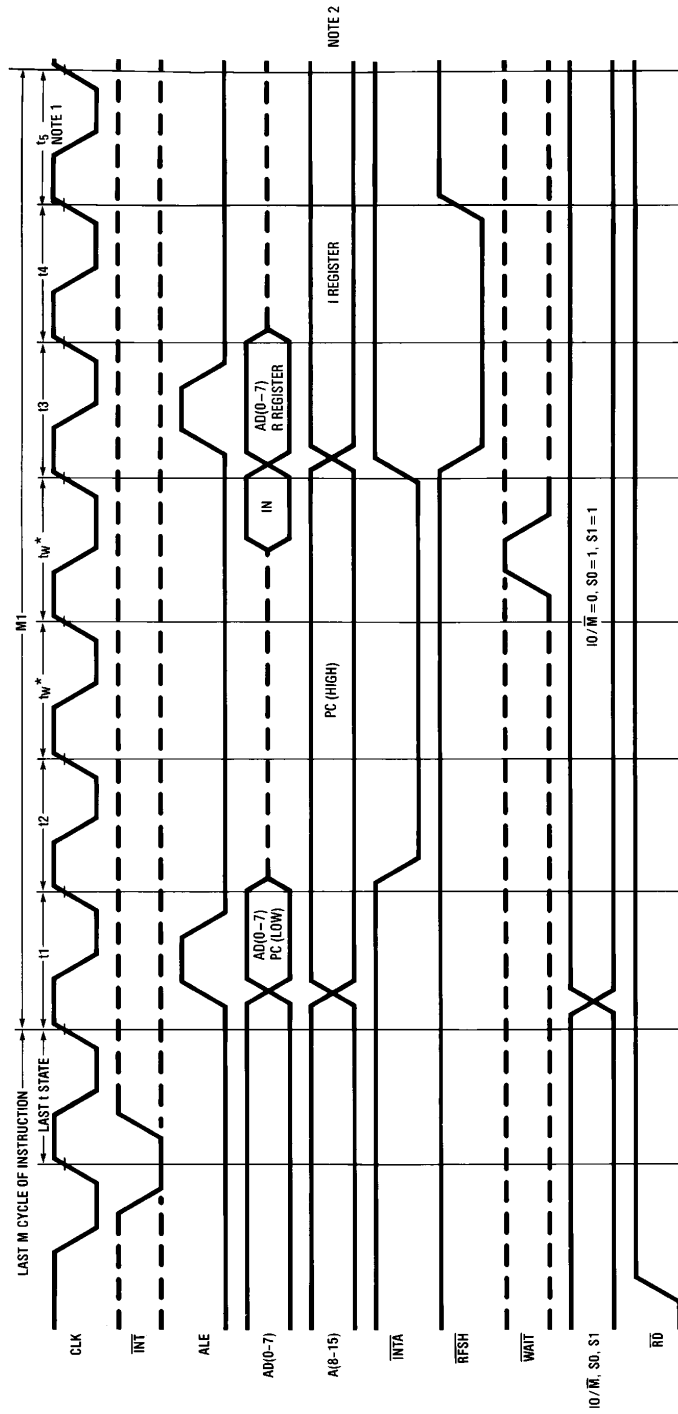 LAST M CYCLE OF INSTRUCTION
M1
LAST t STATE
t1
t2
tw*
tw*
t3
t4
t5
NOTE 1
CLK
INT
ALE
AD(0–7)
AD(0–7)
PC (LOW)
IN
AD(0–7)
R REGISTER
A(8–15)
PC (HIGH)
I REGISTER
NOTE 2
INTA
RFSH
WAIT
IO/M, S0, S1
IO/M = 0, S0 = 1, S1 = 1
RD